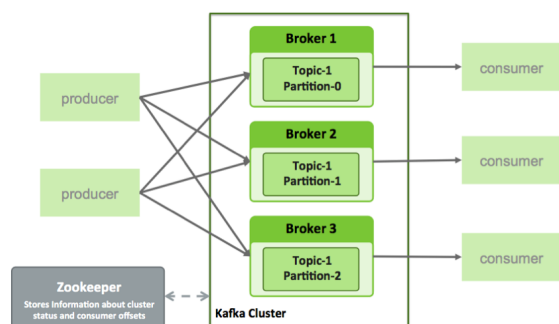 Broker 1
Topic-1
Partition-0
consumer
producer
Broker 2
Topic-1
Partition-1
consumer
producer
Broker 3
Topic-1
Partition-2
consumer
Zookeeper
Stores Information about cluster
status and consumer offsets
Kafka Cluster